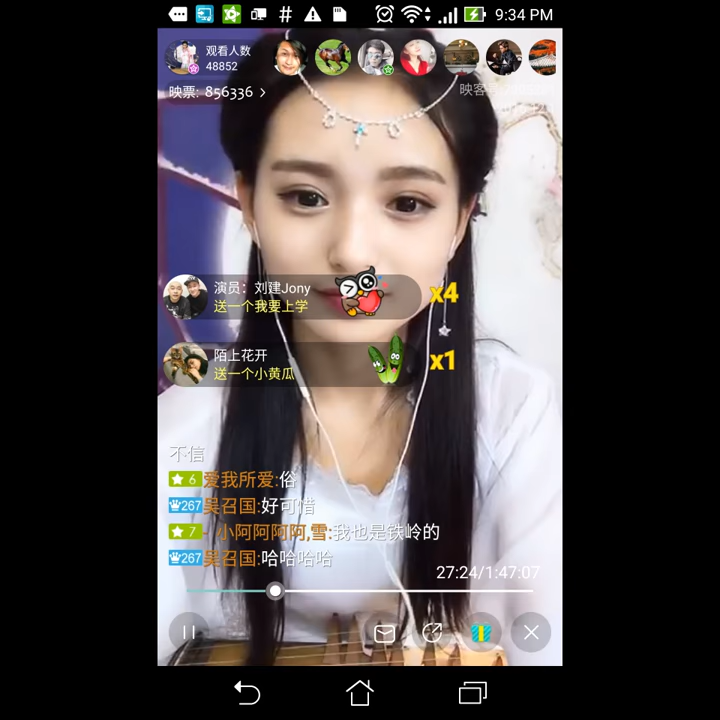 9:34 PM
观看人数
48852
映票: 856336 >
映客
演员：刘建Jony
送一个我要上学
x4
陌上花开
送一个小黄瓜
x1
不信
6 爱我所爱:俗
267 吴召国:好可惜
7 小阿阿阿阿,雪:我也是铁岭的
267 吴召国:哈哈哈哈
27:24/1:47:07